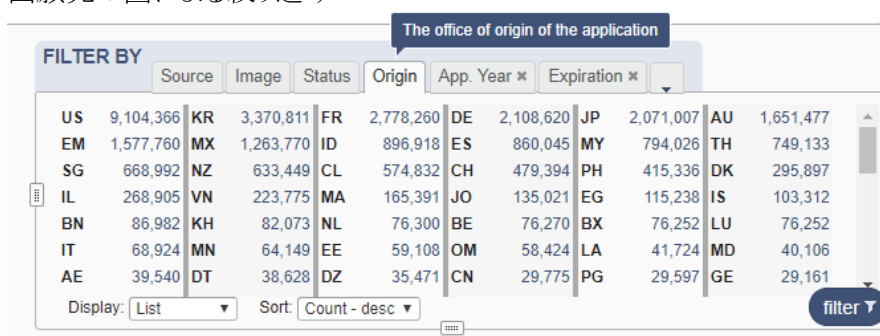 The office of origin of the application
FILTER BY
Source Image Status Origin App. Year × Expiration ×
US 9,104,366 KR 3,370,811 FR 2,778,260 DE 2,108,620 JP 2,071,007 AU 1,651,477
EM 1,577,760 MX 1,263,770 ID 896,918 ES 860,045 MY 794,026 TH 749,133
SG 668,992 NZ 633,449 CL 574,832 CH 479,394 PH 415,336 DK 295,897
IL 268,905 VN 223,775 MA 165,391 JO 135,021 EG 115,238 IS 103,312
BN 86,982 KH 82,073 NL 76,300 BE 76,270 BX 76,252 LU 76,252
IT 68,924 MN 64,149 EE 59,108 OM 58,424 LA 41,724 MD 40,106
AE 39,540 DT 38,628 DZ 35,471 CN 29,775 PG 29,597 GE 29,161
Display: List Sort: Count - desc filter